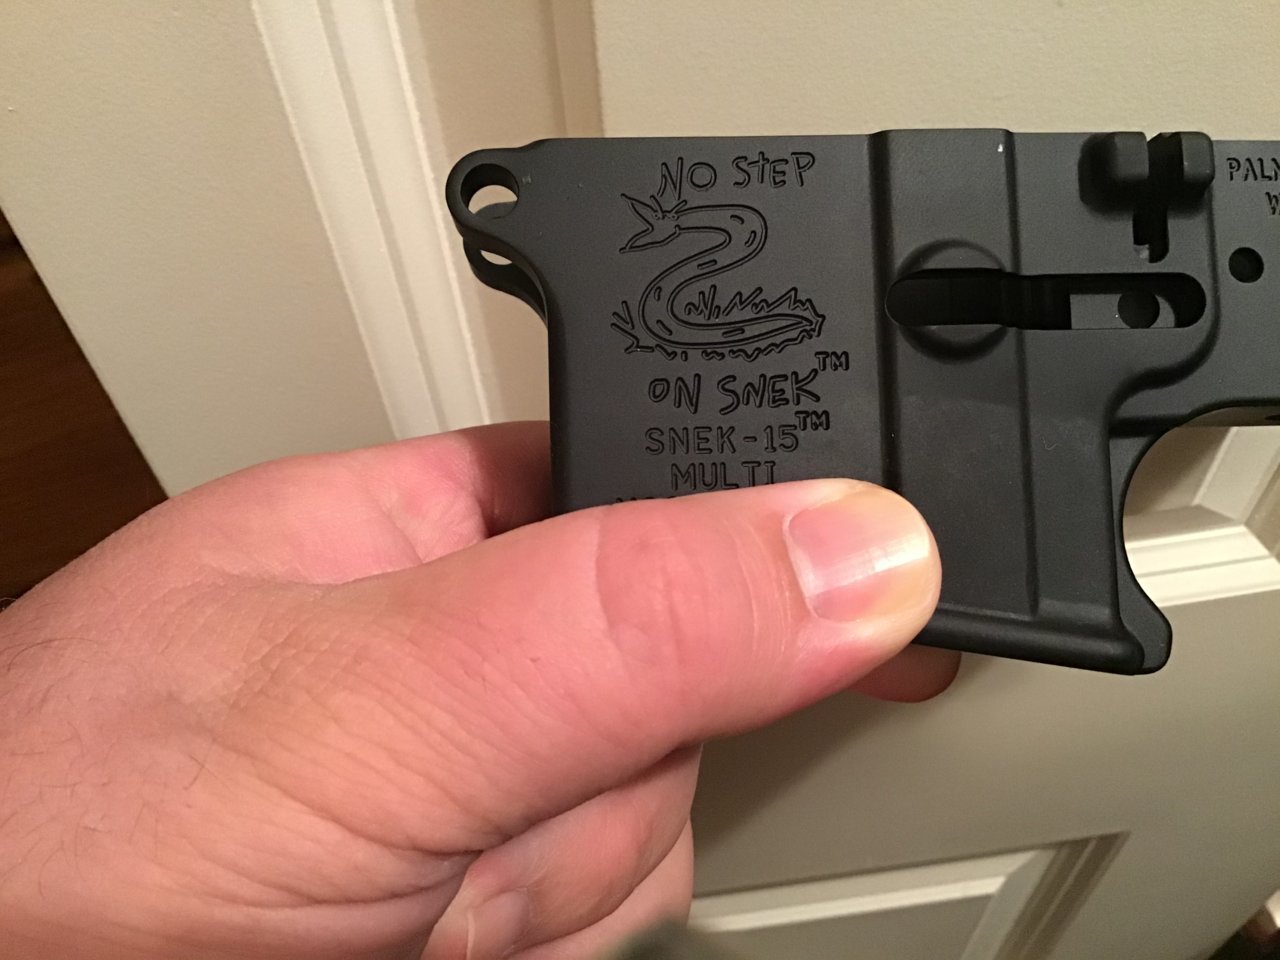 NO StEP
ON SNEK™
SNEK-15™
MULTI